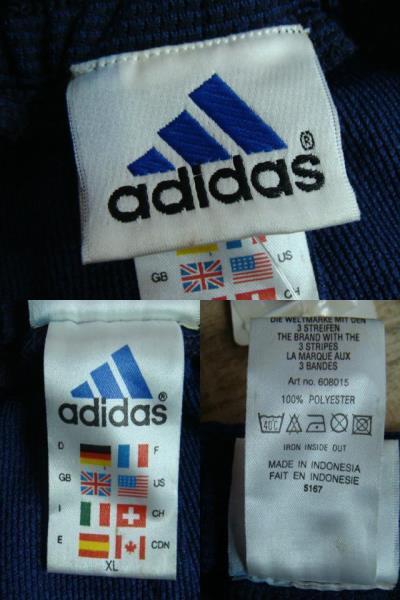 adidas®
GB US
CH
adidas®
D F
GB US
I CH
E CDN
XL
DIE WELTMARKE MIT DEN
3 STREIFEN
THE BRAND WITH THE
3 STRIPES
LA MARQUE AUX
3 BANDES
Art no. 608015
100% POLYESTER
40°
IRON INSIDE OUT
MADE IN INDONESIA
FAIT EN INDONESIE
S167